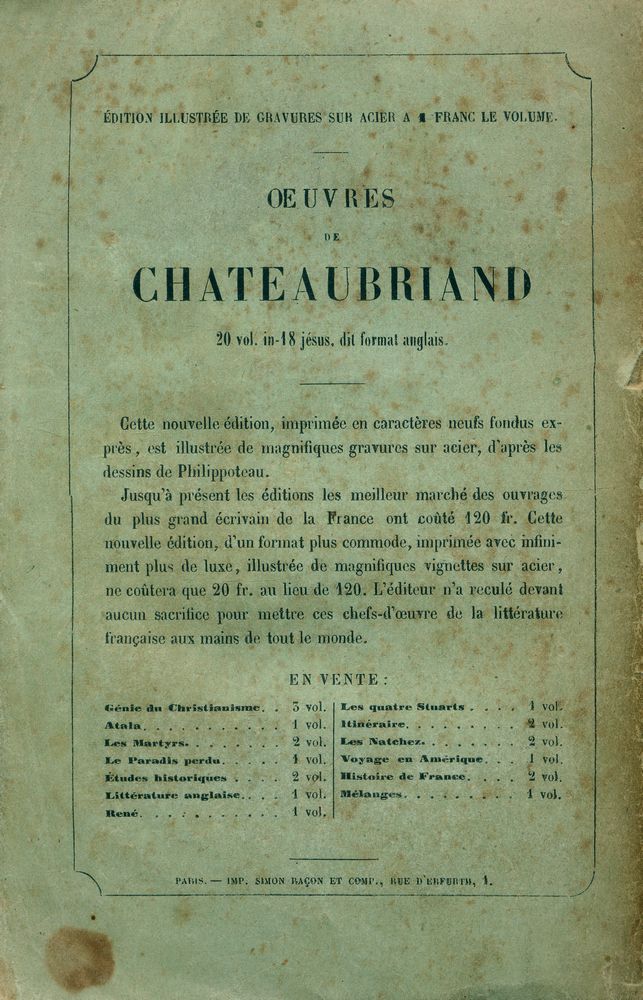 ÉDITION ILLUSTRÉE DE GRAVURES SUR ACIER A 1 FRANC LE VOLUME.
OEUVRES
DE
CHATEAUBRIAND
20 vol. in-18 jésus, dit format anglais.
Cette nouvelle édition, imprimée en caractères neufs fondus ex-
près, est illustrée de magnifiques gravures sur acier, d'après les
dessins de Philippoteau.
Jusqu'à présent les éditions les meilleur marché des ouvrages
du plus grand écrivain de la France ont coûté 120 fr. Cette
nouvelle édition, d'un format plus commode, imprimée avec infini-
ment plus de luxe, illustrée de magnifiques vignettes sur acier,
ne coûtera que 20 fr. au lieu de 120. L'éditeur n'a reculé devant
aucun sacrifice pour mettre ces chefs-d'œuvre de la littérature
française aux mains de tout le monde.
EN VENTE :
Génie du Christianisme. . 3 vol.
Atala. . . . . . . . . . . 1 vol.
Les Martyrs. . . . . . . . 2 vol.
Le Paradis perdu. . . . . 1 vol.
Études historiques . . . . 2 vol.
Littérature anglaise. . . . 1 vol.
René. . . . . . . . . . . 1 vol.
Les quatre Stuarts . . . . 1 vol.
Itinéraire. . . . . . . . . 2 vol.
Les Natchez. . . . . . . . 2 vol.
Voyage en Amérique. . . 1 vol.
Histoire de France. . . . 2 vol.
Mélanges. . . . . . . . . 1 vol.
PARIS. — IMP. SIMON RAÇON ET COMP., RUE D'ERFURTH, 1.